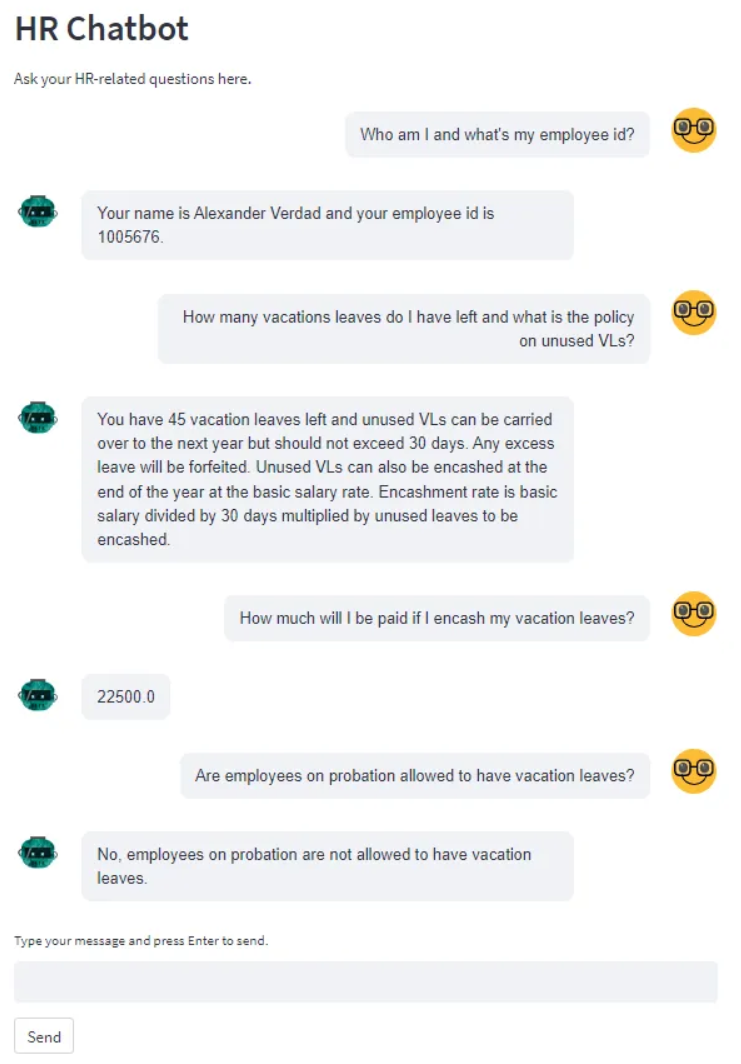 HR Chatbot
Ask your HR-related questions here.
Who am I and what's my employee id?
Your name is Alexander Verdad and your employee id is
1005676.
How many vacations leaves do I have left and what is the policy
on unused VLs?
You have 45 vacation leaves left and unused VLs can be carried
over to the next year but should not exceed 30 days. Any excess
leave will be forfeited. Unused VLs can also be encashed at the
end of the year at the basic salary rate. Encashment rate is basic
salary divided by 30 days multiplied by unused leaves to be
encashed.
How much will I be paid if I encash my vacation leaves?
22500.0
Are employees on probation allowed to have vacation leaves?
No, employees on probation are not allowed to have vacation
leaves.
Type your message and press Enter to send.
Send